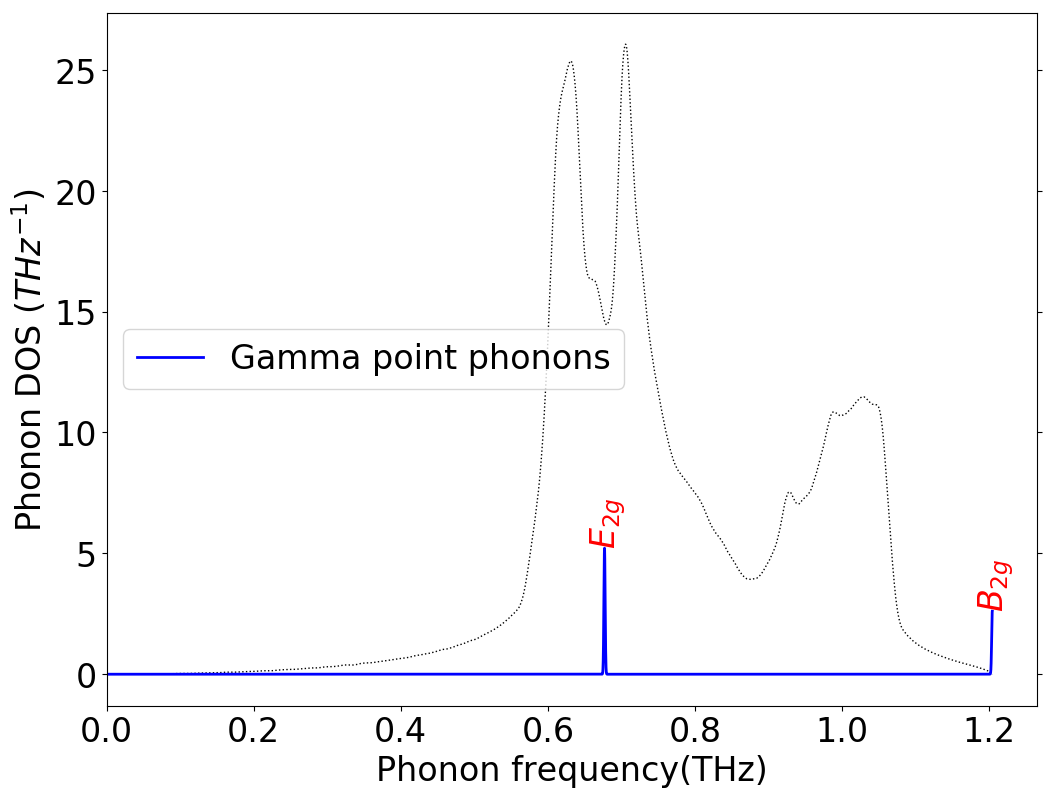 25
20
15
10
5
0
Phonon DOS (THz⁻¹)
Gamma point phonons
E₂g
B₂g
0.0 0.2 0.4 0.6 0.8 1.0 1.2
Phonon frequency(THz)